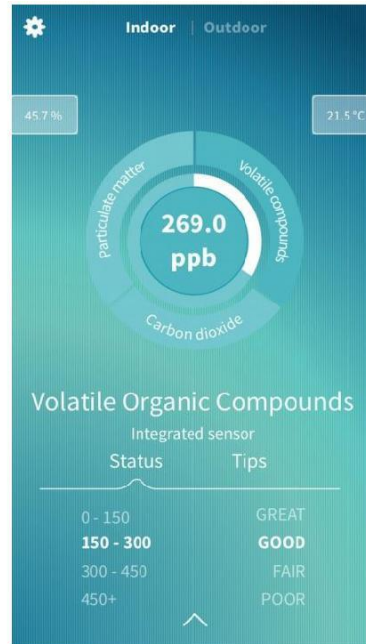 Indoor | Outdoor
45.7 %
21.5 °C
Particulate matter
Volatile compounds
269.0
ppb
Carbon dioxide
Volatile Organic Compounds
Integrated sensor
Status Tips
0 - 150 GREAT
150 - 300 GOOD
300 - 450 FAIR
450+ POOR